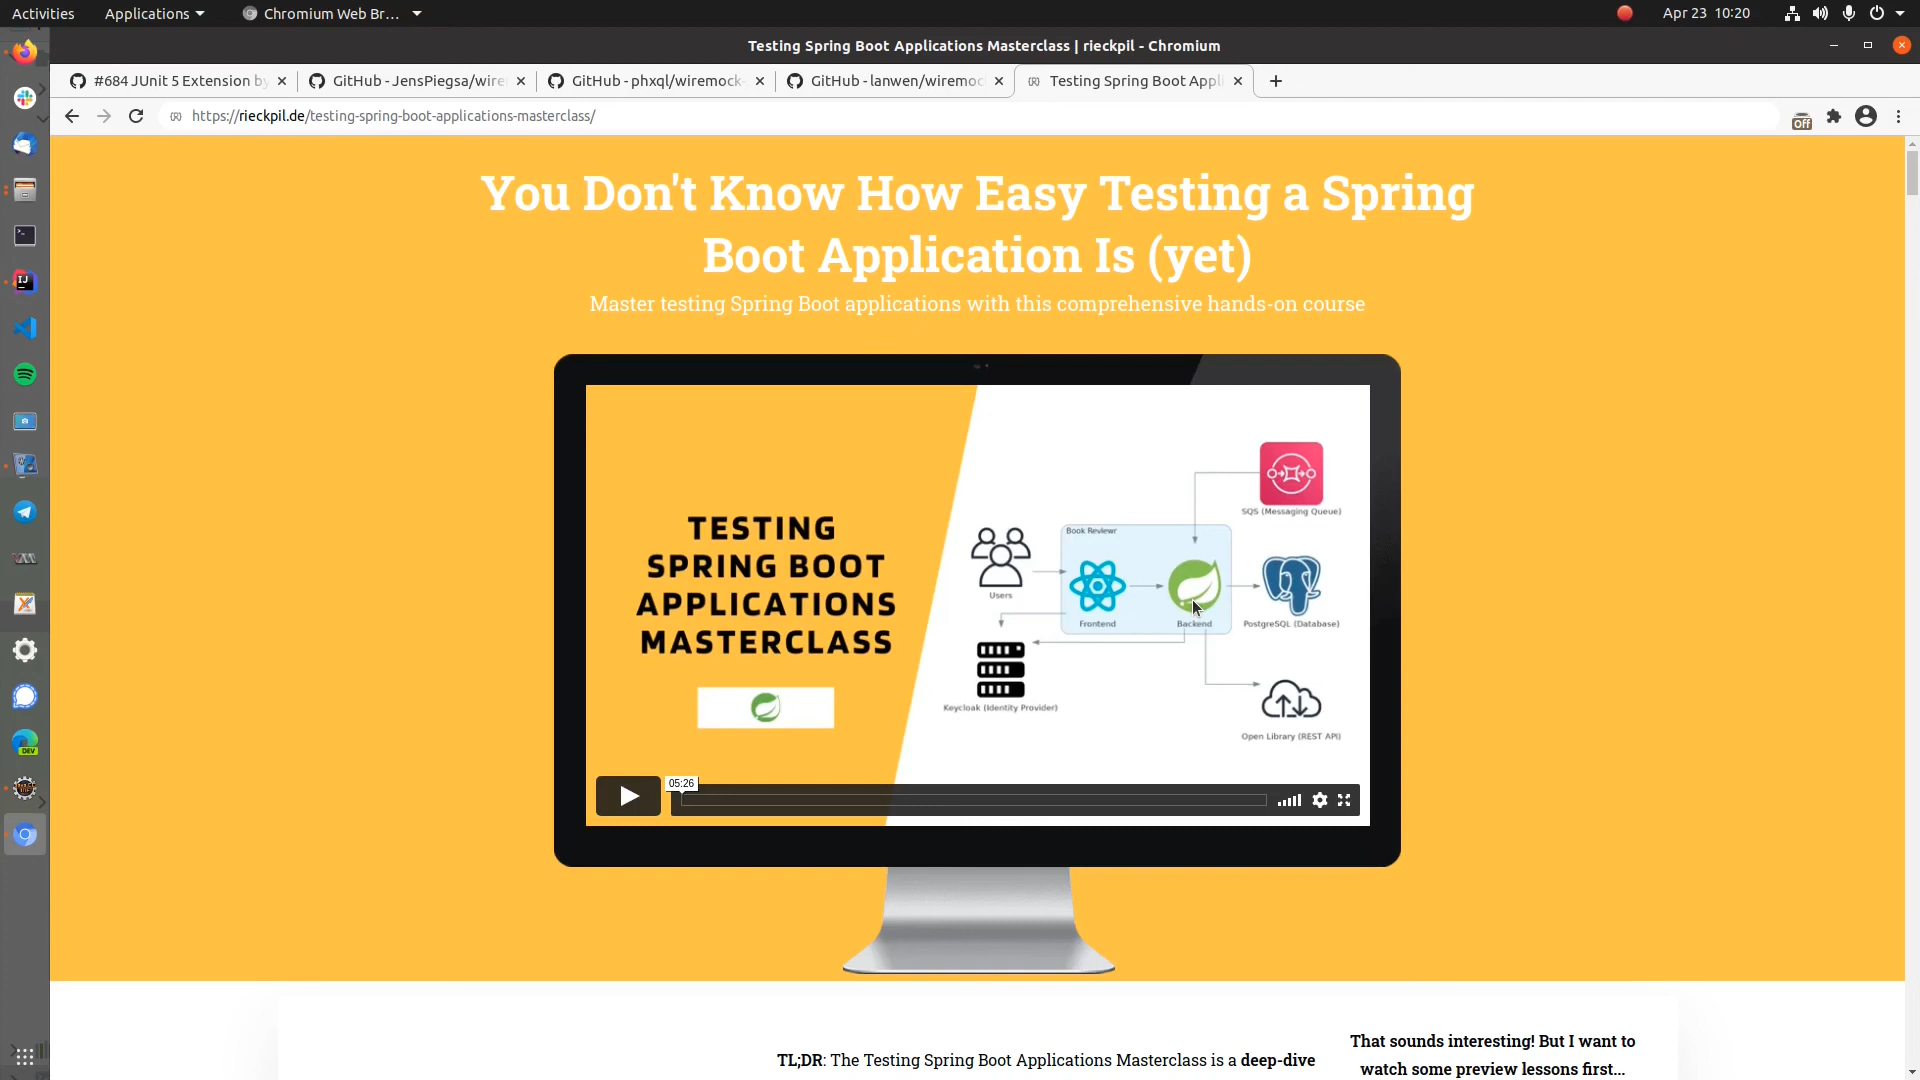 Activities
Applications
Chromium Web Br...
Apr 23 10:20
Testing Spring Boot Applications Masterclass | rieckpil - Chromium
#684 JUnit 5 Extension by
GitHub - JensPiegsa/wire
GitHub - phxql/wiremock-
GitHub - lanwen/wiremoc
Testing Spring Boot Appli
https://rieckpil.de/testing-spring-boot-applications-masterclass/
Off
You Don't Know How Easy Testing a Spring
Boot Application Is (yet)
Master testing Spring Boot applications with this comprehensive hands-on course
TESTING
SPRING BOOT
APPLICATIONS
MASTERCLASS
SQS (Messaging Queue)
Book Reviewr
Users
Frontend
Backend
PostgreSQL (Database)
Keycloak (Identity Provider)
Open Library (REST API)
05:26
IJ
DEV
TL;DR: The Testing Spring Boot Applications Masterclass is a deep-dive
That sounds interesting! But I want to
watch some preview lessons first...